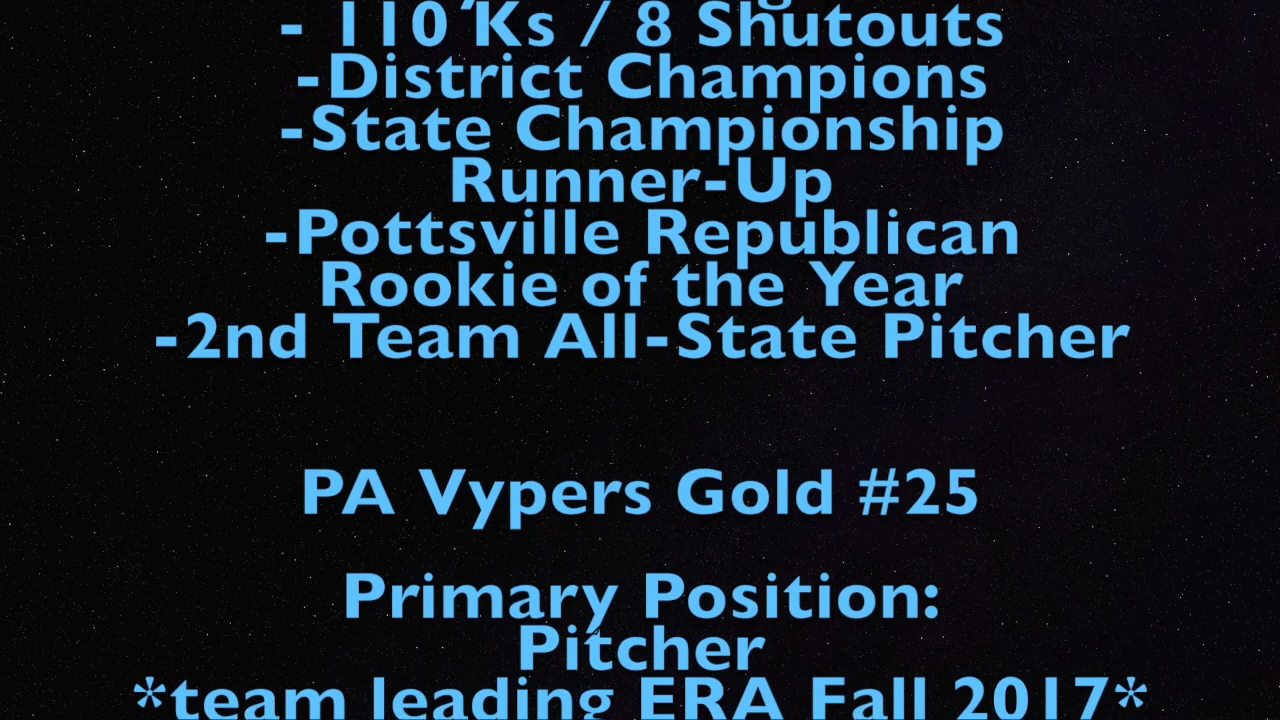 - 110 Ks / 8 Shutouts
-District Champions
-State Championship
Runner-Up
-Pottsville Republican
Rookie of the Year
-2nd Team All-State Pitcher
PA Vypers Gold #25
Primary Position:
Pitcher
*team leading ERA Fall 2017*